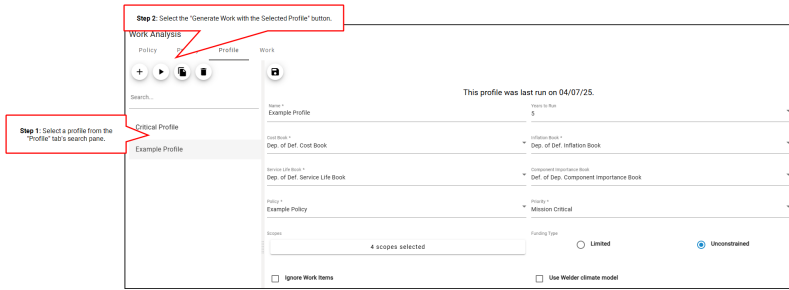 Step 2: Select the "Generate Work with the Selected Profile" button.
Work Analysis
Policy
Profile
Work
This profile was last run on 04/07/25.
Search...
Name *
Example Profile
Years to Run
5
Step 1: Select a profile from the
"Profile" tab's search pane.
Critical Profile
Example Profile
Cost Book *
Dep. of Def. Cost Book
Inflation Book *
Dep. of Def. Inflation Book
Service Life Book *
Dep. of Def. Service Life Book
Component Importance Book
Def. of Dep. Component Importance Book
Policy *
Example Policy
Priority *
Mission Critical
Scopes
4 scopes selected
Funding Type
Limited
Unconstrained
Ignore Work Items
Use Welder climate model